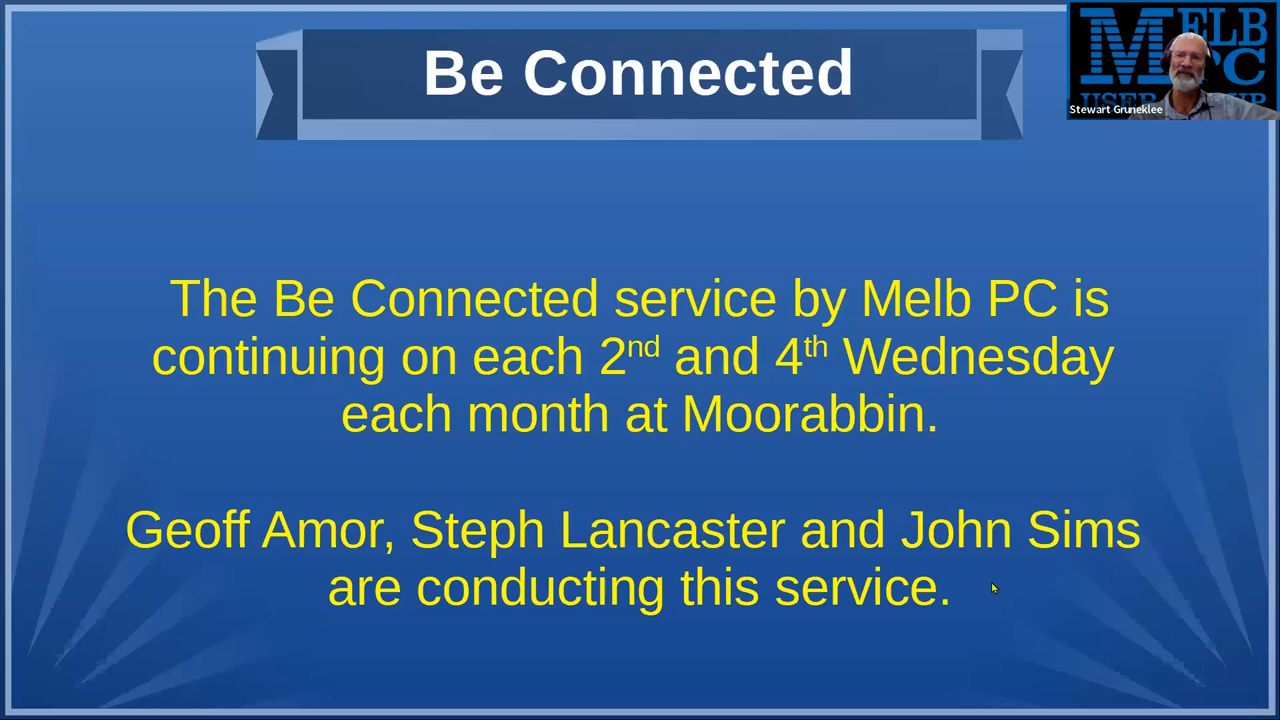 Be Connected
MELB
PC
Stewart Gruneklee
The Be Connected service by Melb PC is
continuing on each 2nd and 4th Wednesday
each month at Moorabbin.
Geoff Amor, Steph Lancaster and John Sims
are conducting this service.